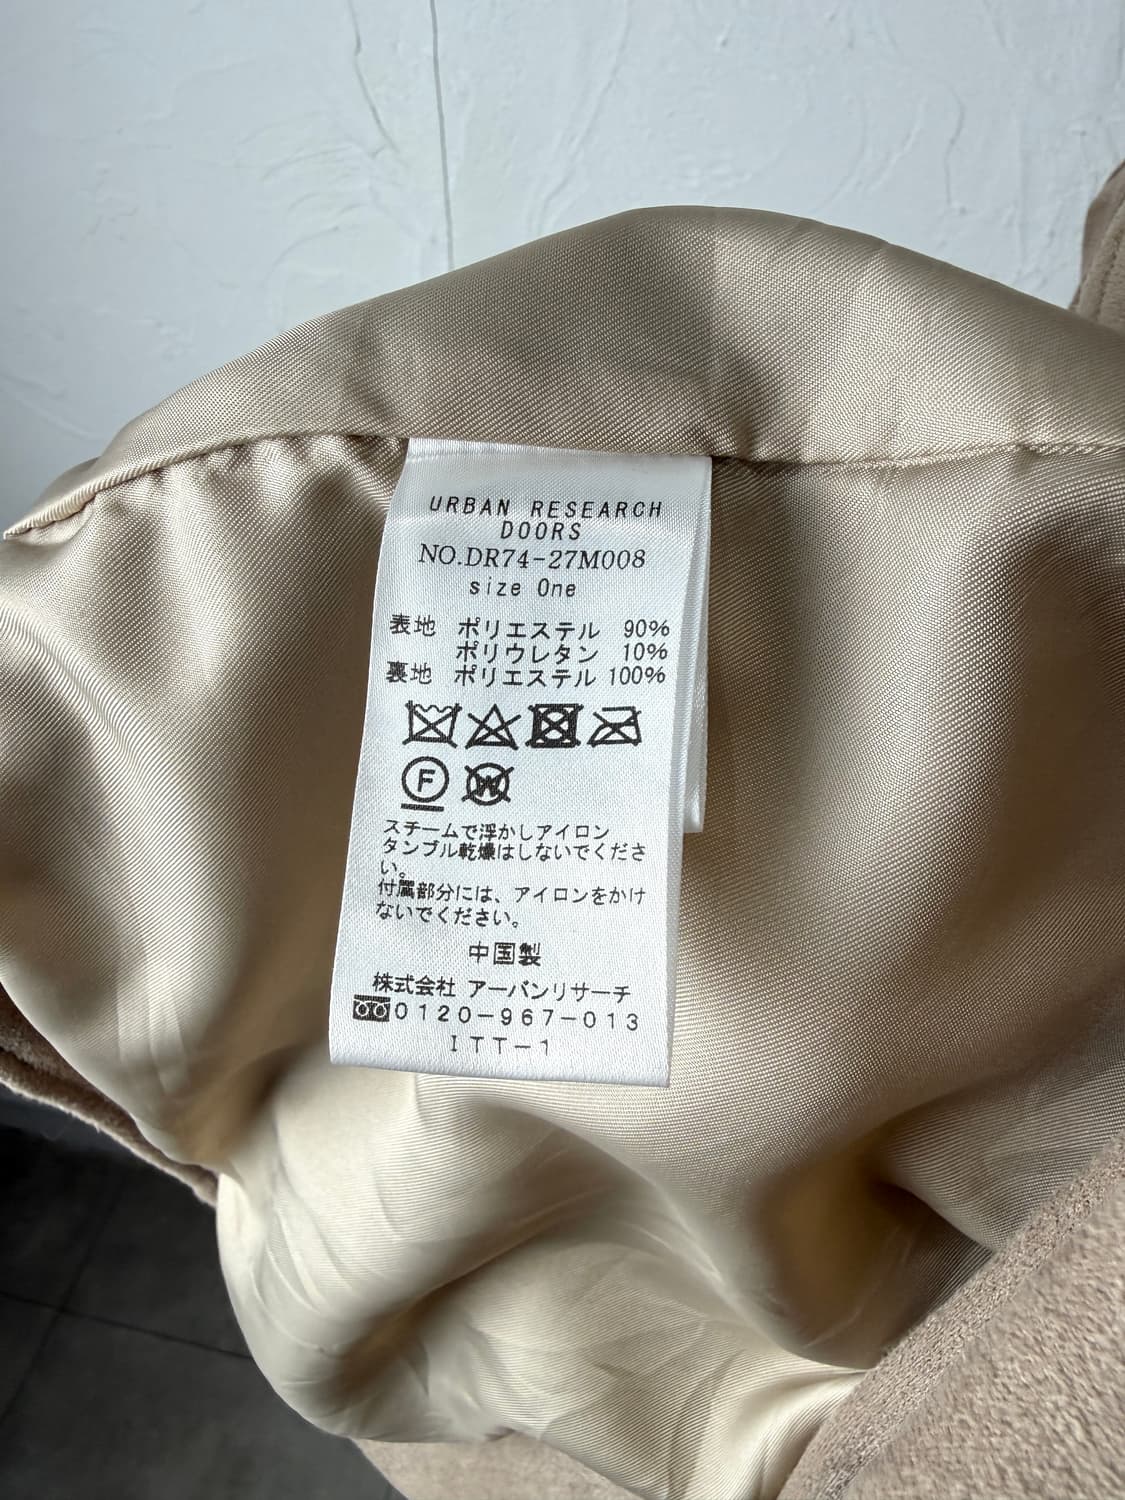 URBAN RESEARCH
DOORS
NO.DR74-27M008
size One
表地 ポリエステル 90%
ポリウレタン 10%
裏地 ポリエステル 100%
F W
スチームで浮かしアイロン
タンブル乾燥はしないでくださ
い。
付属部分には、アイロンをかけ
ないでください。
中国製
株式会社 アーバンリサーチ
0120-967-013
ITT-1